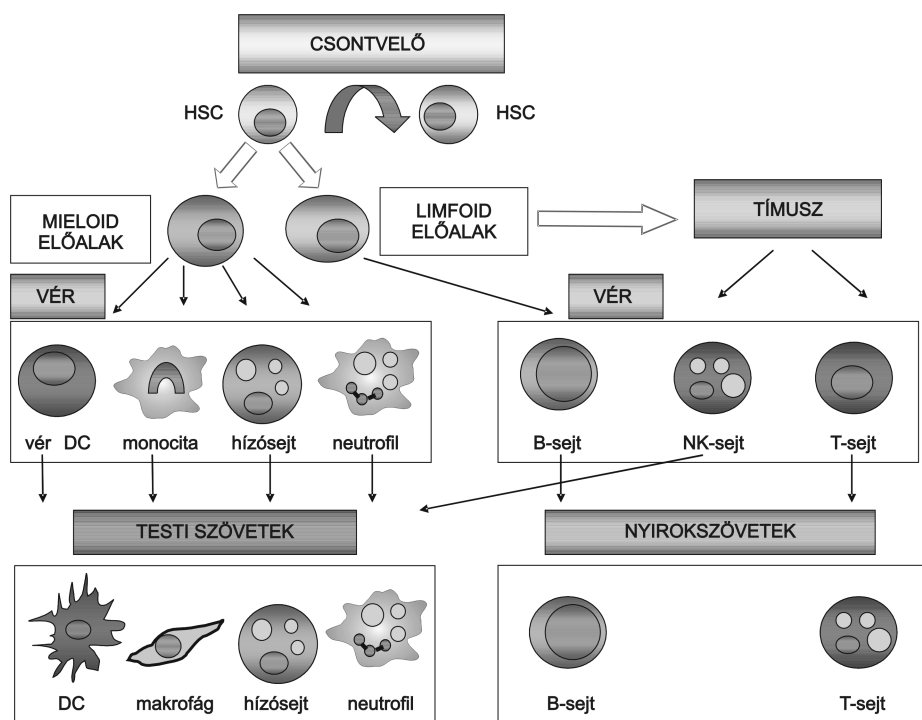 CSONTVELŐ
HSC
HSC
MIELOID
ELŐALAK
LIMFOID
ELŐALAK
TÍMUSZ
VÉR
VÉR
vér DC
monocita
hízósejt
neutrofil
B-sejt
NK-sejt
T-sejt
TESTI SZÖVETEK
NYIROKSZÖVETEK
DC
makrofág
hízósejt
neutrofil
B-sejt
T-sejt